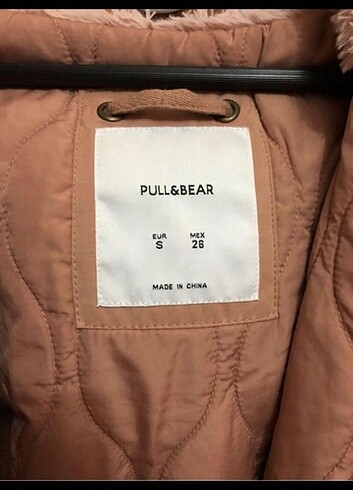 PULL&BEAR
EUR MEX
S 26
MADE IN CHINA